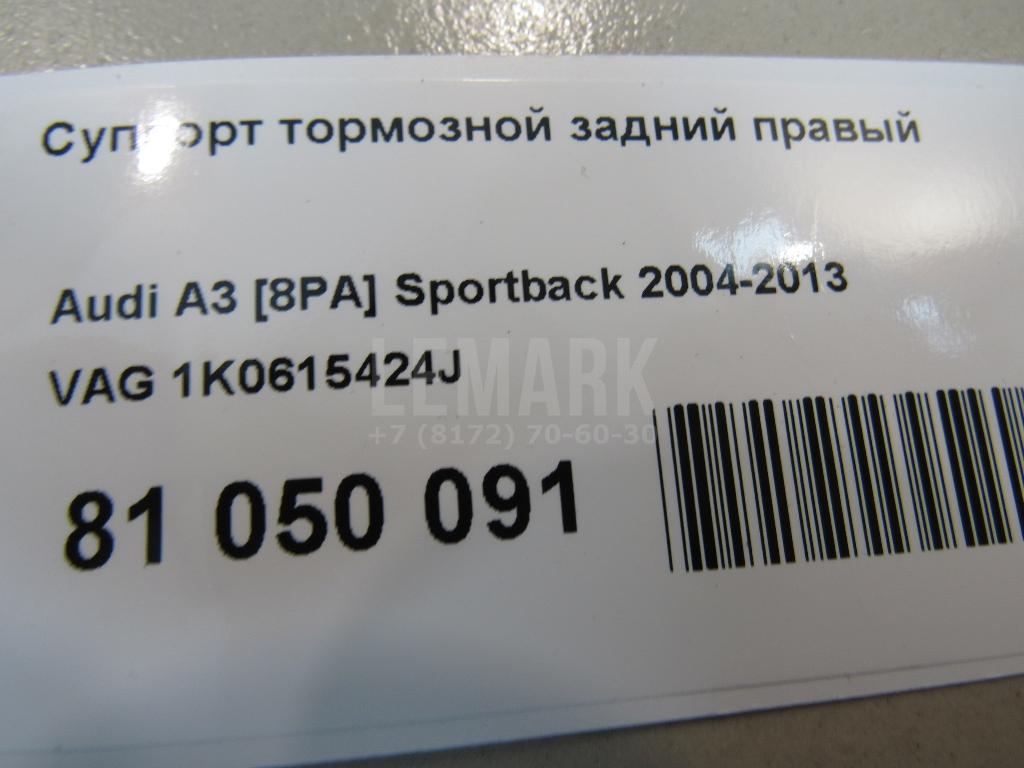 Суппорт тормозной задний правый
Audi A3 [8PA] Sportback 2004-2013
VAG 1K0615424J
LEMARK
+7 (8172) 70-60-30
81 050 091